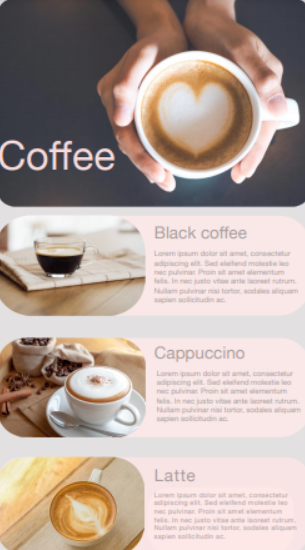 Coffee
Black coffee
Lorem ipsum dolor sit amet, consectetur
adipiscing elit. Sed eleifend molestie leo
nec pulvinar. Proin sit amet elementum
felis. In nec justo vitae ante laoreet rutrum.
Nullam pulvinar nisi tortor, sodales aliquam
sapien sollicitudin ac.
Cappuccino
Lorem ipsum dolor sit amet, consectetur
adipiscing elit. Sed eleifend molestie leo
nec pulvinar. Proin sit amet elementum
felis. In nec justo vitae ante laoreet rutrum.
Nullam pulvinar nisi tortor, sodales aliquam
sapien sollicitudin ac.
Latte
Lorem ipsum dolor sit amet, consectetur
adipiscing elit. Sed eleifend molestie leo
nec pulvinar. Proin sit amet elementum
felis. In nec justo vitae ante laoreet rutrum.
Nullam pulvinar nisi tortor, sodales aliquam
sapien sollicitudin ac.